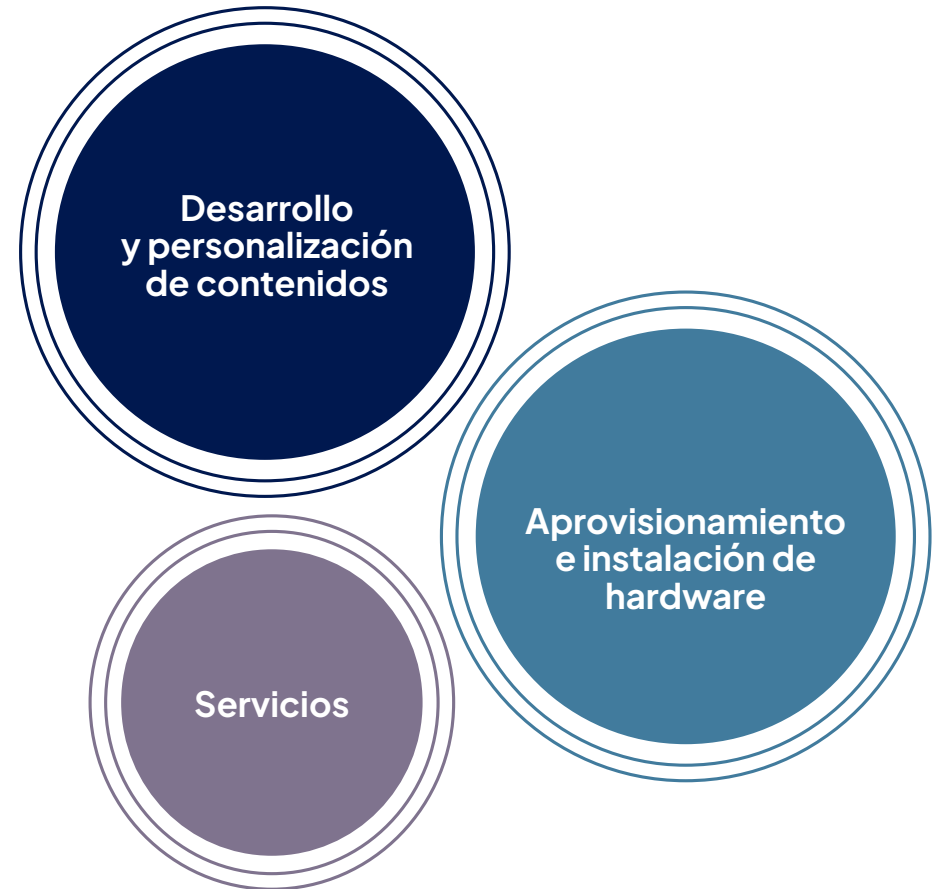 Desarrollo
y personalización
de contenidos
Aprovisionamiento
e instalación de
hardware
Servicios